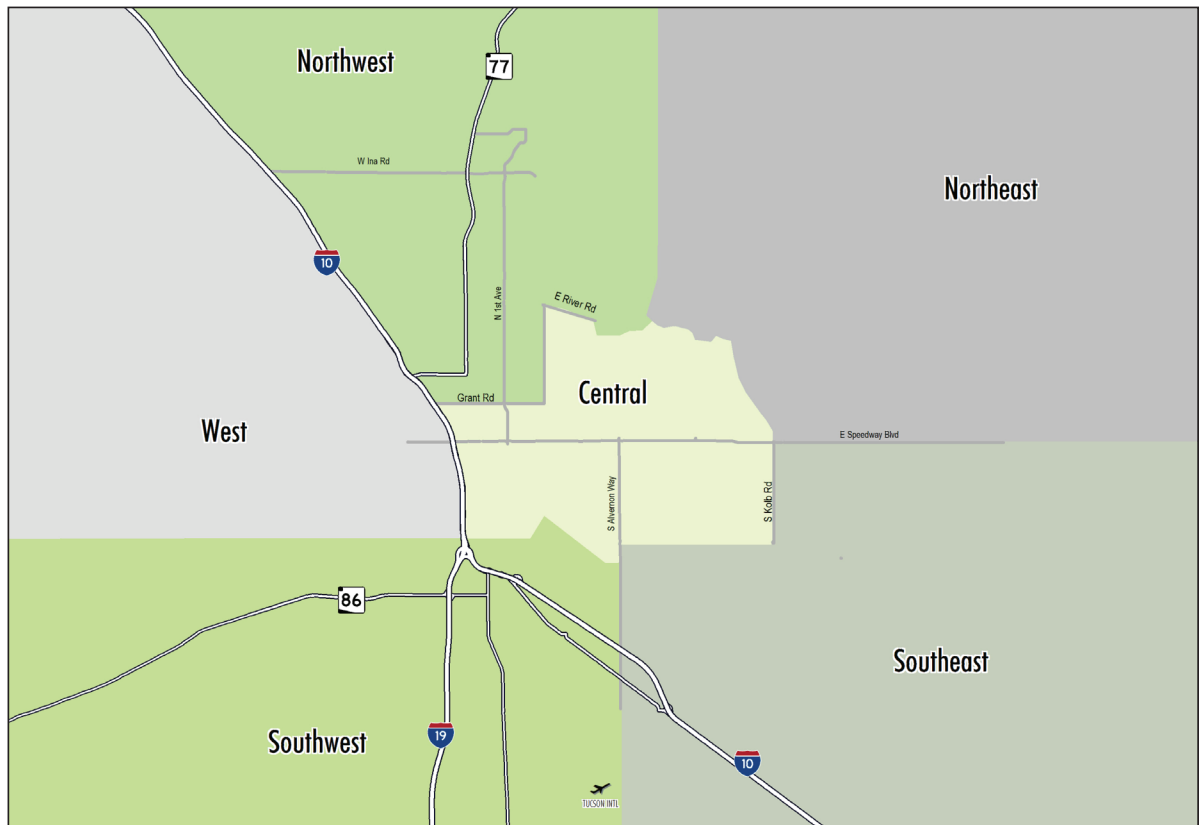 Northwest
77
W Ina Rd
Northeast
10
N 1st Ave
E River Rd
Central
Grant Rd
West
E Speedway Blvd
S Alvernon Way
S Kolb Rd
86
Southeast
Southwest
19
10
TUCSON INTL